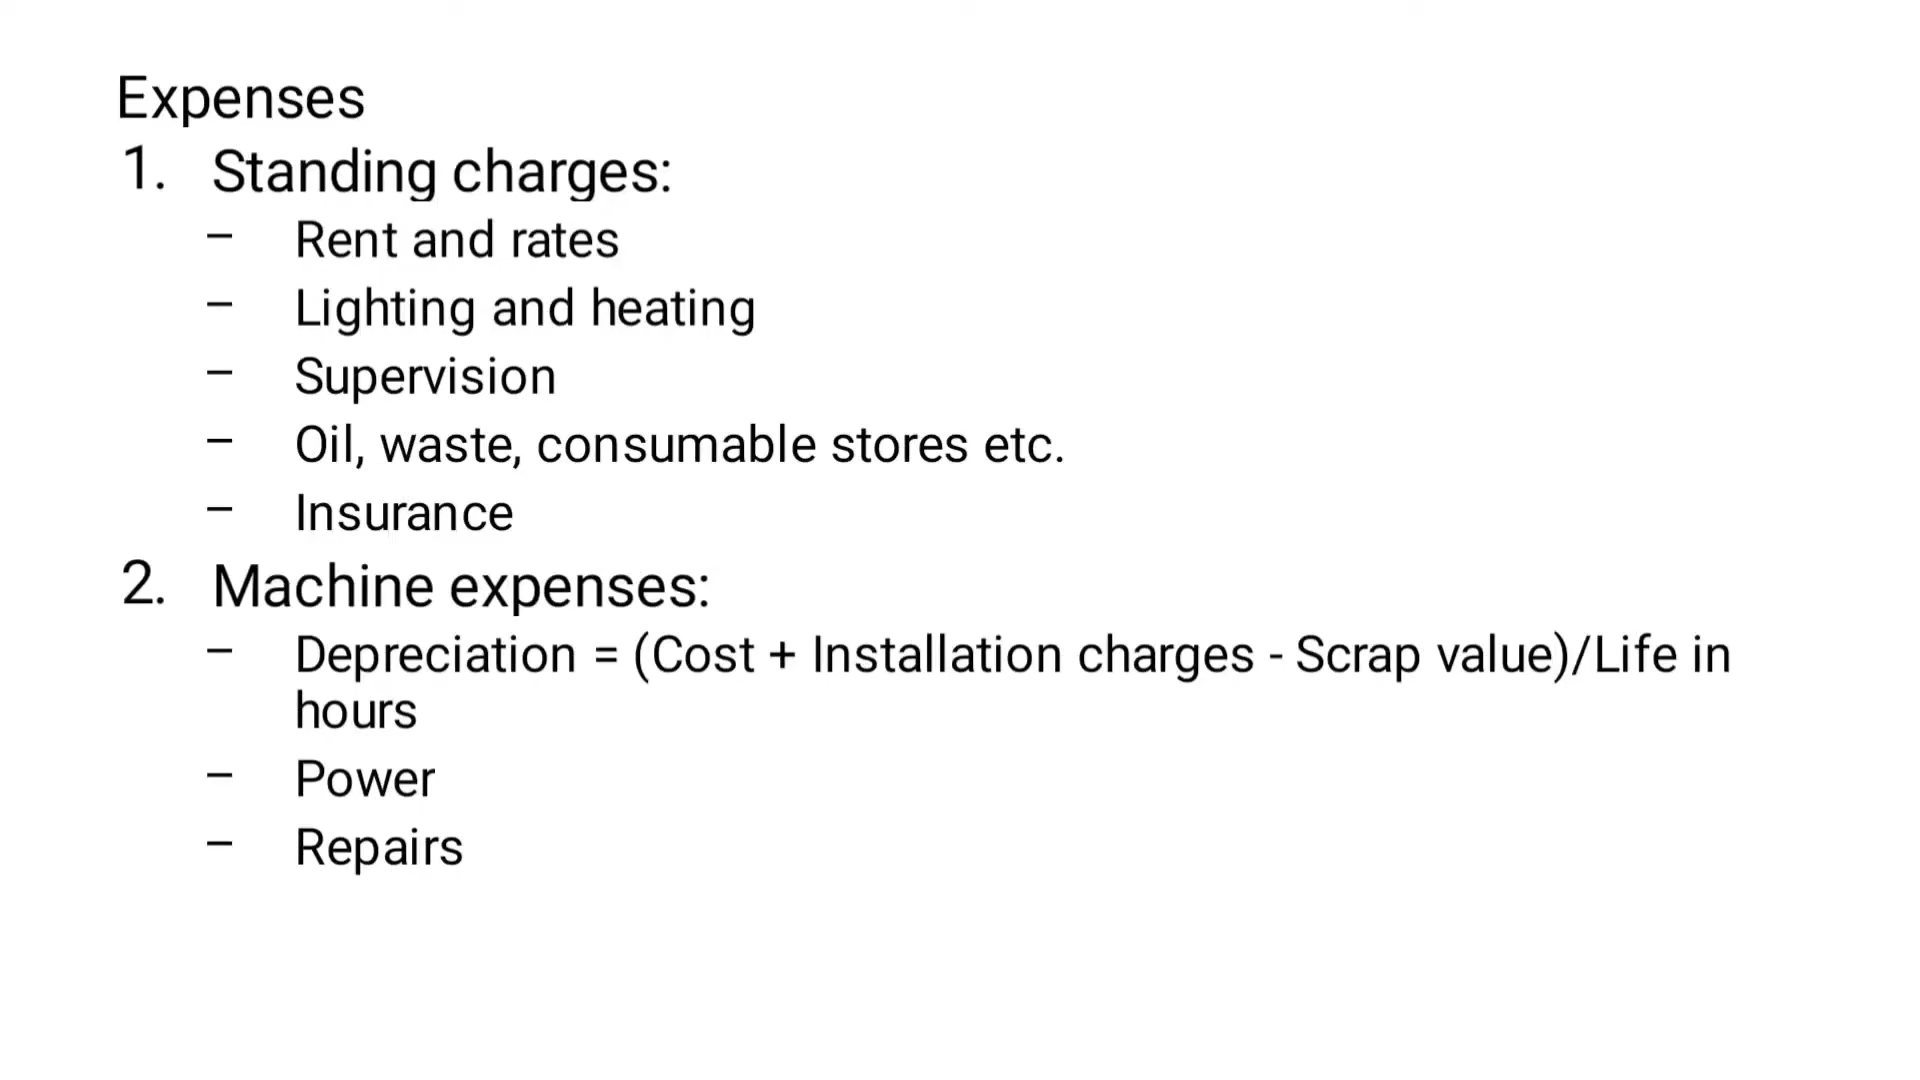 Expenses
1. Standing charges:
– Rent and rates
– Lighting and heating
– Supervision
– Oil, waste, consumable stores etc.
– Insurance
2. Machine expenses:
– Depreciation = (Cost + Installation charges - Scrap value)/Life in
hours
– Power
– Repairs